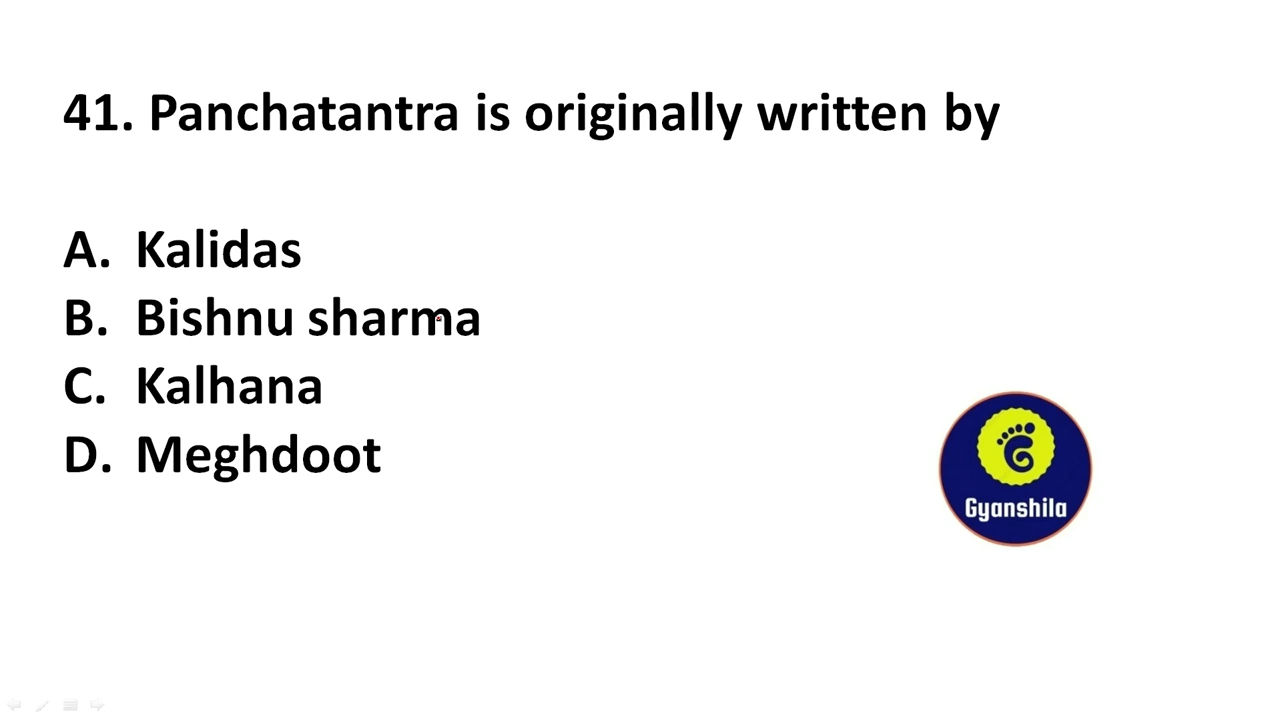 41. Panchatantra is originally written by
A. Kalidas
B. Bishnu sharma
C. Kalhana
D. Meghdoot
Gyanshila